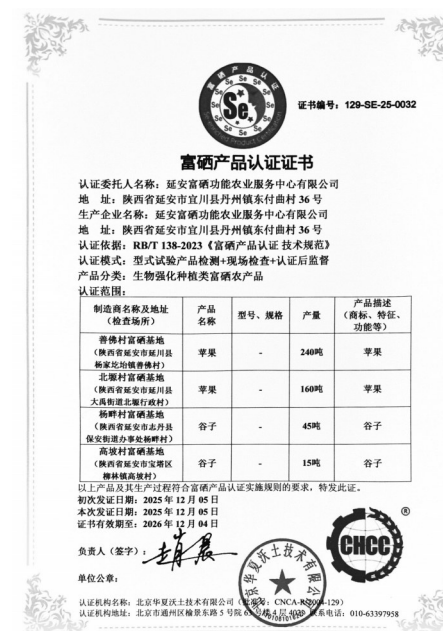 富硒产品认证
Se
证书编号：129-SE-25-0032
富硒产品认证证书
认证委托人名称：延安富硒功能农业服务中心有限公司
地 址：陕西省延安市宜川县丹州镇东付曲村 36 号
生产企业名称：延安富硒功能农业服务中心有限公司
地 址：陕西省延安市宜川县丹州镇东付曲村 36 号
认证依据：RB/T 138-2023《富硒产品认证 技术规范》
认证模式：型式试验产品检测+现场检查+认证后监督
产品分类：生物强化种植类富硒农产品
认证范围：
制造商名称及地址（检查场所） 产品名称 型号、规格 产量 产品描述（商标、特征、功能等）
善佛村富硒基地
（陕西省延安市延川县杨家圪坮镇善佛村） 苹果 - 240吨 苹果
北塬村富硒基地
（陕西省延安市延川县大禹街道北塬行政村） 苹果 - 160吨 苹果
杨畔村富硒基地
（陕西省延安市志丹县保安街道办事处杨畔村） 谷子 - 45吨 谷子
高坡村富硒基地
（陕西省延安市宝塔区柳林镇高坡村） 谷子 - 15吨 谷子
以上产品及其生产过程符合富硒产品认证实施规则的要求，特发此证。
初次发证日期：2025 年 12 月 05 日
本次发证日期：2025 年 12 月 05 日
证书有效期至：2026 年 12 月 04 日
负责人（签字）：
CHCC
®
单位公章：
北京华夏沃土技术有限公司
认证机构名称：北京华夏沃土技术有限公司（批准号：CNCA-R-2004-129）
认证机构地址：北京市通州区榆景东路 5 号院 63 号楼 4 层 联系电话：010-63397958